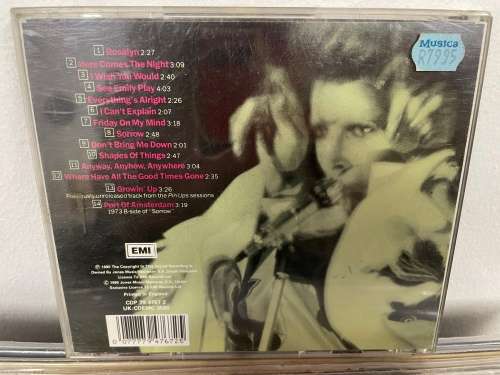 Musica
R79.95
1 Rosalyn 2:27
2 Here Comes The Night 3:09
3 I Wish You Would 2:40
4 See Emily Play 4:03
5 Everything's Alright 2:26
6 I Can't Explain 2:07
7 Friday On My Mind 3:18
8 Sorrow 2:48
9 Don't Bring Me Down 2:01
10 Shapes Of Things 2:47
11 Anyway, Anyhow, Anywhere 3:04
12 Where Have All The Good Times Gone 2:35
13 Growin' Up 3:26
Previously unreleased track from the Pin Ups sessions
14 Port Of Amsterdam 3:19
1973 B-side of "Sorrow"
EMI
Printed in England